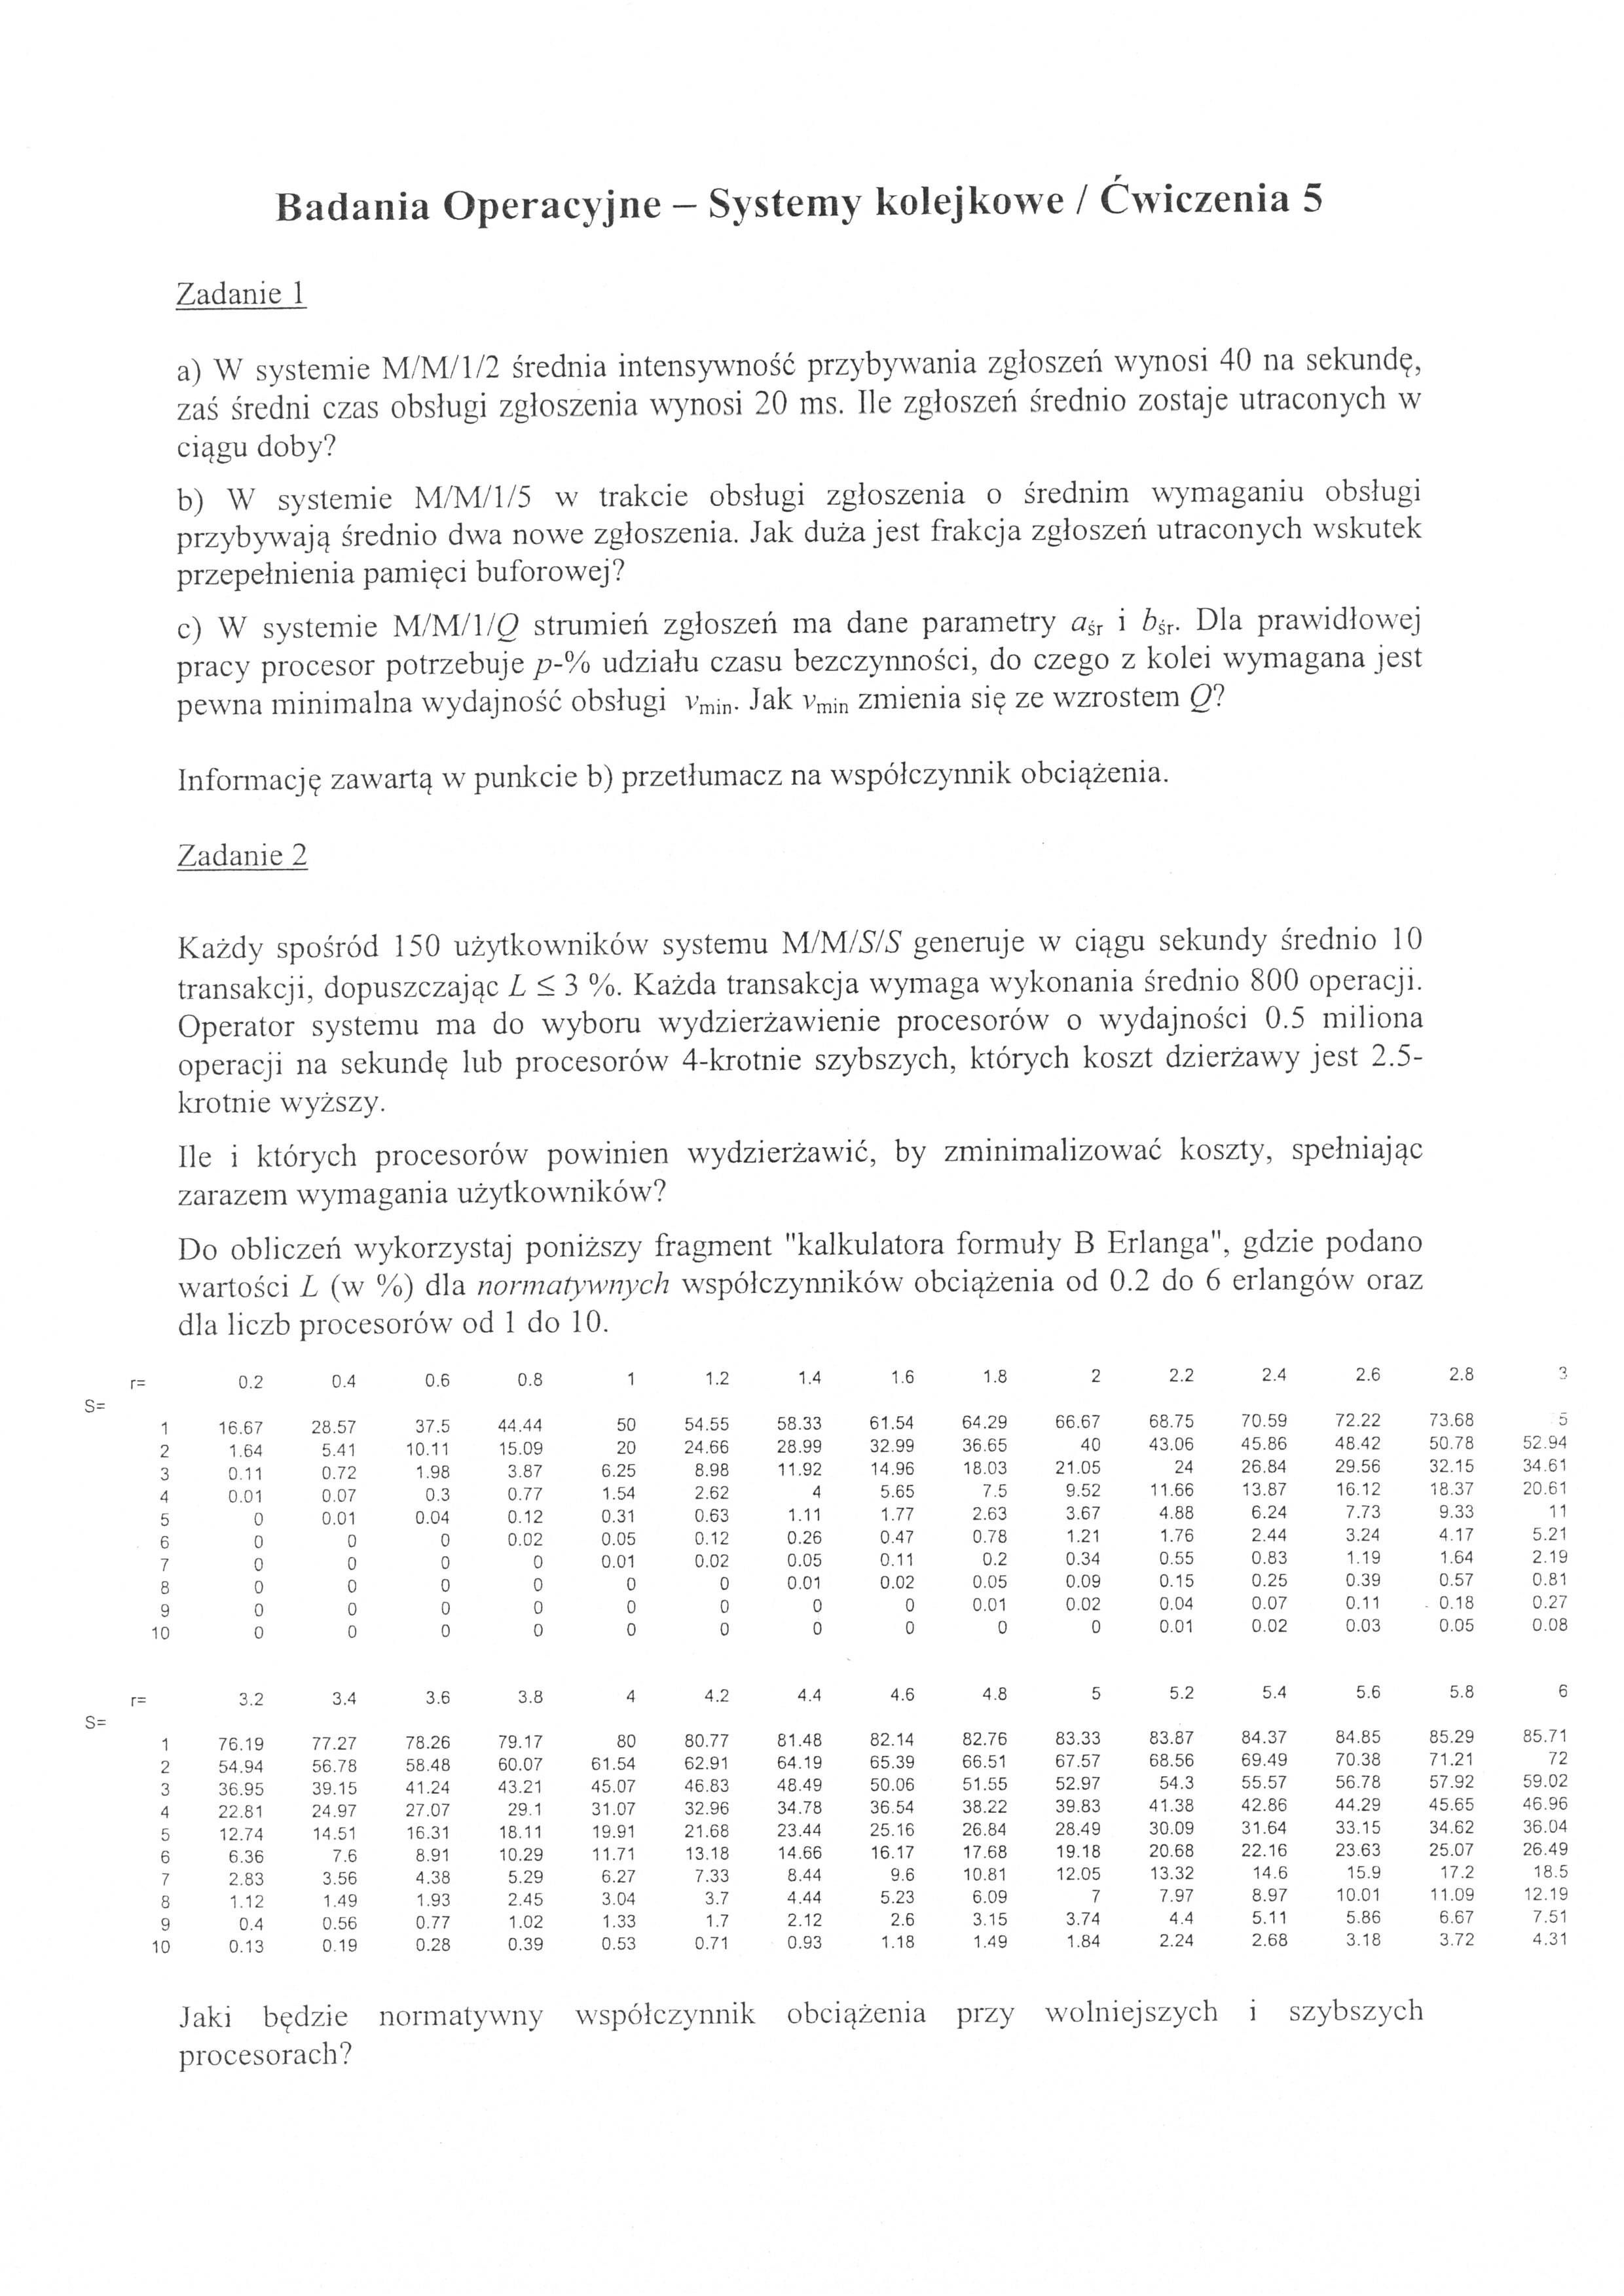 Badania Operacyjne – Systemy kolejkowe / Ćwiczenia 5
Zadanie 1
a) W systemie M/M/1/2 średnia intensywność przybywania zgłoszeń wynosi 40 na sekundę,
zaś średni czas obsługi zgłoszenia wynosi 20 ms. Ile zgłoszeń średnio zostaje utraconych w
ciągu doby?
b) W systemie M/M/1/5 w trakcie obsługi zgłoszenia o średnim wymaganiu obsługi
przybywają średnio dwa nowe zgłoszenia. Jak duża jest frakcja zgłoszeń utraconych wskutek
przepełnienia pamięci buforowej?
c) W systemie M/M/1/Q strumień zgłoszeń ma dane parametry aśr i bśr. Dla prawidłowej
pracy procesor potrzebuje p-% udziału czasu bezczynności, do czego z kolei wymagana jest
pewna minimalna wydajność obsługi vmin. Jak vmin zmienia się ze wzrostem Q?
Informację zawartą w punkcie b) przetłumacz na współczynnik obciążenia.
Zadanie 2
Każdy spośród 150 użytkowników systemu M/M/S/S generuje w ciągu sekundy średnio 10
transakcji, dopuszczając L ≤ 3 %. Każda transakcja wymaga wykonania średnio 800 operacji.
Operator systemu ma do wyboru wydzierżawienie procesorów o wydajności 0.5 miliona
operacji na sekundę lub procesorów 4-krotnie szybszych, których koszt dzierżawy jest 2.5-
krotnie wyższy.
Ile i których procesorów powinien wydzierżawić, by zminimalizować koszty, spełniając
zarazem wymagania użytkowników?
Do obliczeń wykorzystaj poniższy fragment "kalkulatora formuły B Erlanga", gdzie podano
wartości L (w %) dla normatywnych współczynników obciążenia od 0.2 do 6 erlangów oraz
dla liczb procesorów od 1 do 10.
r= 0.2 0.4 0.6 0.8 1 1.2 1.4 1.6 1.8 2 2.2 2.4 2.6 2.8 3
S=
1 16.67 28.57 37.5 44.44 50 54.55 58.33 61.54 64.29 66.67 68.75 70.59 72.22 73.68 5
2 1.64 5.41 10.11 15.09 20 24.66 28.99 32.99 36.65 40 43.06 45.86 48.42 50.78 52.94
3 0.11 0.72 1.98 3.87 6.25 8.98 11.92 14.96 18.03 21.05 24 26.84 29.56 32.15 34.61
4 0.01 0.07 0.3 0.77 1.54 2.62 4 5.65 7.5 9.52 11.66 13.87 16.12 18.37 20.61
5 0 0.01 0.04 0.12 0.31 0.63 1.11 1.77 2.63 3.67 4.88 6.24 7.73 9.33 11
6 0 0 0 0.02 0.05 0.12 0.26 0.47 0.78 1.21 1.76 2.44 3.24 4.17 5.21
7 0 0 0 0 0.01 0.02 0.05 0.11 0.2 0.34 0.55 0.83 1.19 1.64 2.19
8 0 0 0 0 0 0 0.01 0.02 0.05 0.09 0.15 0.25 0.39 0.57 0.81
9 0 0 0 0 0 0 0 0 0.01 0.02 0.04 0.07 0.11 0.18 0.27
10 0 0 0 0 0 0 0 0 0 0 0.01 0.02 0.03 0.05 0.08
r= 3.2 3.4 3.6 3.8 4 4.2 4.4 4.6 4.8 5 5.2 5.4 5.6 5.8 6
S=
1 76.19 77.27 78.26 79.17 80 80.77 81.48 82.14 82.76 83.33 83.87 84.37 84.85 85.29 85.71
2 54.94 56.78 58.48 60.07 61.54 62.91 64.19 65.39 66.51 67.57 68.56 69.49 70.38 71.21 72
3 36.95 39.15 41.24 43.21 45.07 46.83 48.49 50.06 51.55 52.97 54.3 55.57 56.78 57.92 59.02
4 22.81 24.97 27.07 29.1 31.07 32.96 34.78 36.54 38.22 39.83 41.38 42.86 44.29 45.65 46.96
5 12.74 14.51 16.31 18.11 19.91 21.68 23.44 25.16 26.84 28.49 30.09 31.64 33.15 34.62 36.04
6 6.36 7.6 8.91 10.29 11.71 13.18 14.66 16.17 17.68 19.18 20.68 22.16 23.63 25.07 26.49
7 2.83 3.56 4.38 5.29 6.27 7.33 8.44 9.6 10.81 12.05 13.32 14.6 15.9 17.2 18.5
8 1.12 1.49 1.93 2.45 3.04 3.7 4.44 5.23 6.09 7 7.97 8.97 10.01 11.09 12.19
9 0.4 0.56 0.77 1.02 1.33 1.7 2.12 2.6 3.15 3.74 4.4 5.11 5.86 6.67 7.51
10 0.13 0.19 0.28 0.39 0.53 0.71 0.93 1.18 1.49 1.84 2.24 2.68 3.18 3.72 4.31
Jaki będzie normatywny współczynnik obciążenia przy wolniejszych i szybszych
procesorach?